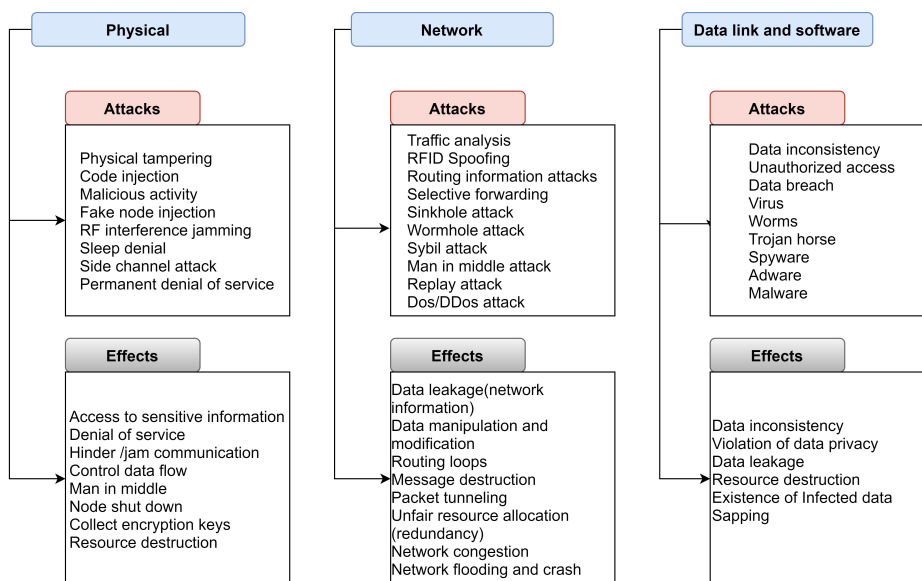 Physical
Attacks
Physical tampering
Code injection
Malicious activity
Fake node injection
RF interference jamming
Sleep denial
Side channel attack
Permanent denial of service
Effects
Access to sensitive information
Denial of service
Hinder /jam communication
Control data flow
Man in middle
Node shut down
Collect encryption keys
Resource destruction
Network
Attacks
Traffic analysis
RFID Spoofing
Routing information attacks
Selective forwarding
Sinkhole attack
Wormhole attack
Sybil attack
Man in middle attack
Replay attack
Dos/DDos attack
Effects
Data leakage(network
information)
Data manipulation and
modification
Routing loops
Message destruction
Packet tunneling
Unfair resource allocation
(redundancy)
Network congestion
Network flooding and crash
Data link and software
Attacks
Data inconsistency
Unauthorized access
Data breach
Virus
Worms
Trojan horse
Spyware
Adware
Malware
Effects
Data inconsistency
Violation of data privacy
Data leakage
Resource destruction
Existence of Infected data
Sapping